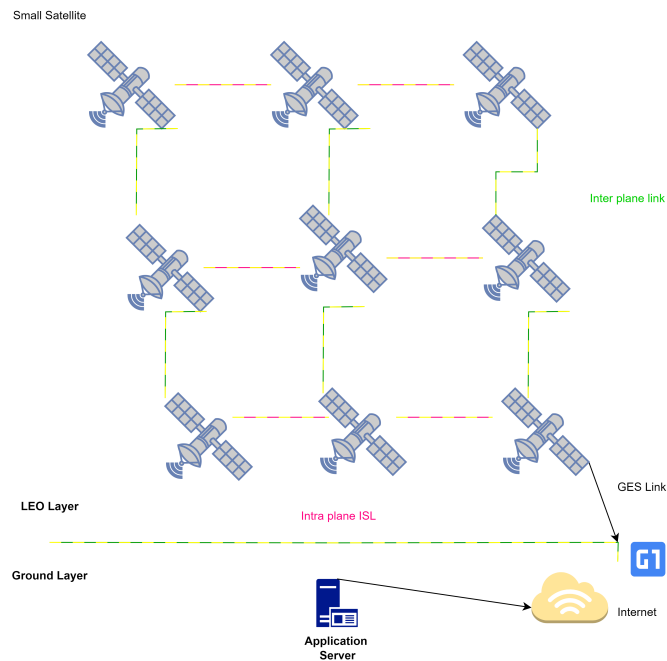 Small Satellite
Inter plane link
GES Link
LEO Layer
Intra plane ISL
G1
Ground Layer
Internet
Application
Server